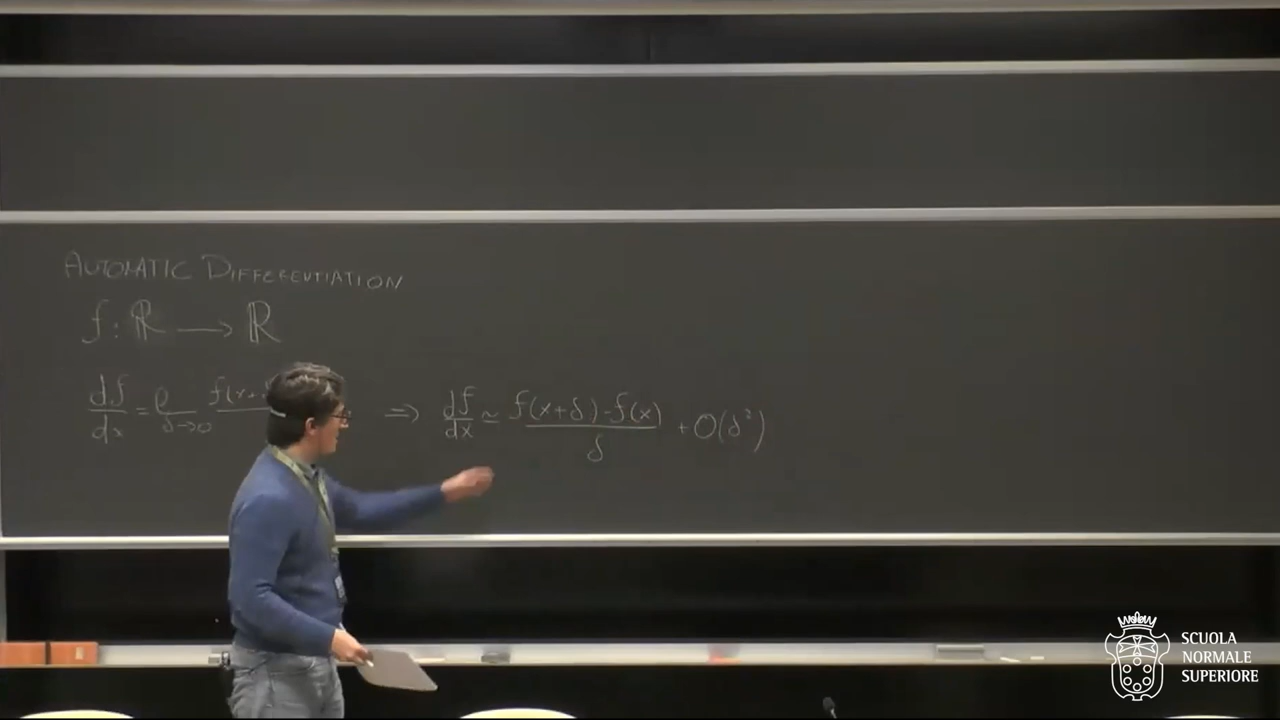 AUTOMATIC DIFFERENTIATION
f : ℝ ⟶ ℝ
df/dx = ℓ δ→0 f(x+ ⇒ df/dx ≃ (f(x+δ)-f(x))/δ + O(δ²)
SCUOLA
NORMALE
SUPERIORE